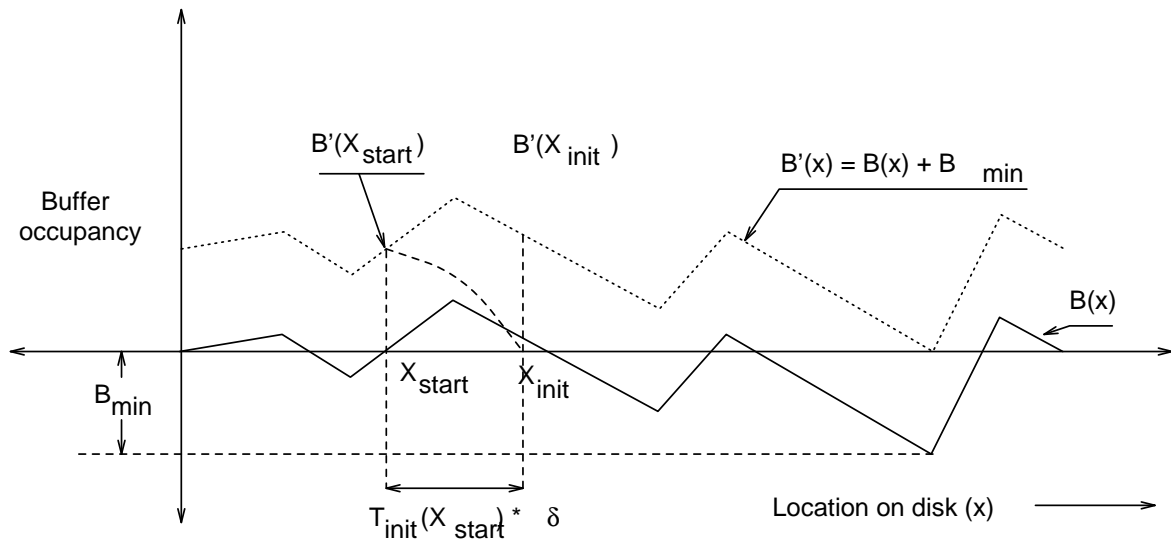 B'(X_start)
B'(X_init)
B'(x) = B(x) + B_min
Buffer
occupancy
B(x)
X_start
X_init
B_min
T_init(X_start) * δ
Location on disk (x)